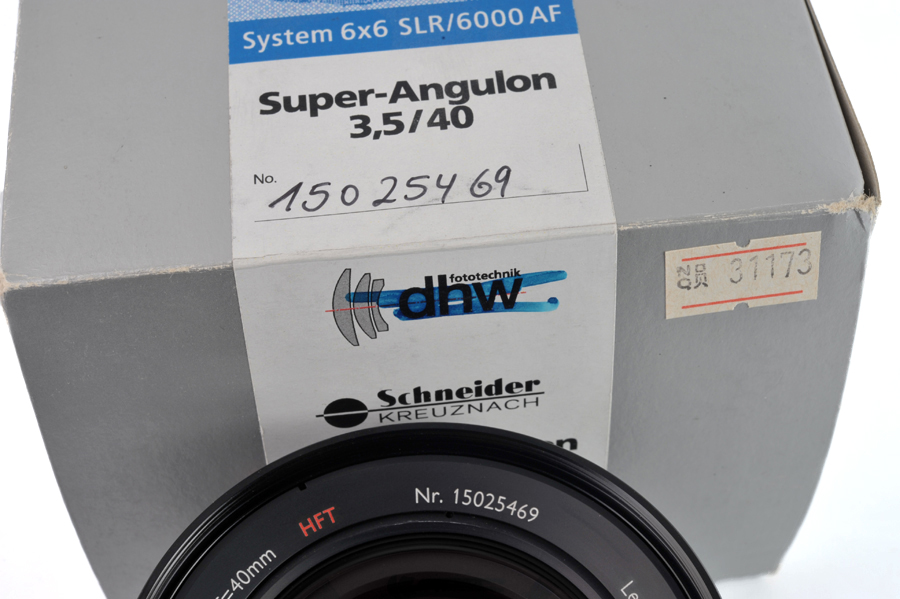 System 6x6 SLR/6000 AF
Super-Angulon
3,5/40
No. 15025469
fototechnik
dhw
31173
Schneider
KREUZNACH
Nr. 15025469
HFT
=40mm